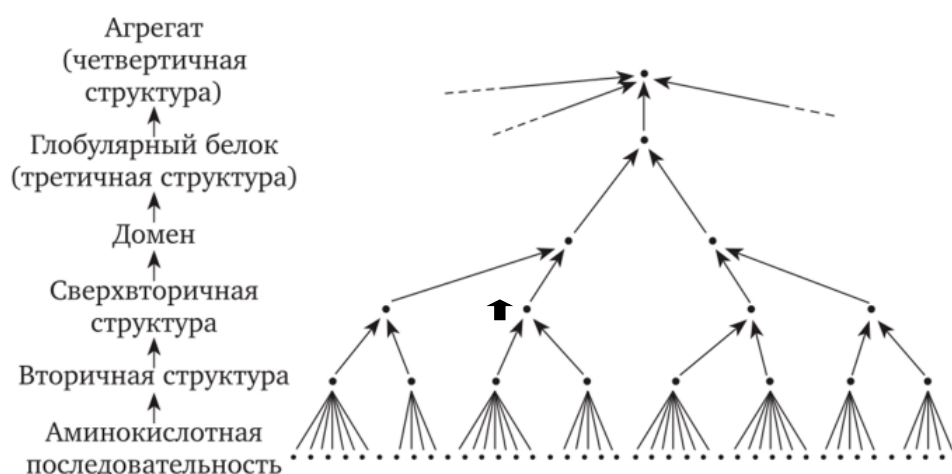 Агрегат
(четвертичная
структура)
Глобулярный белок
(третичная структура)
Домен
Сверхвторичная
структура
Вторичная структура
Аминокислотная
последовательность